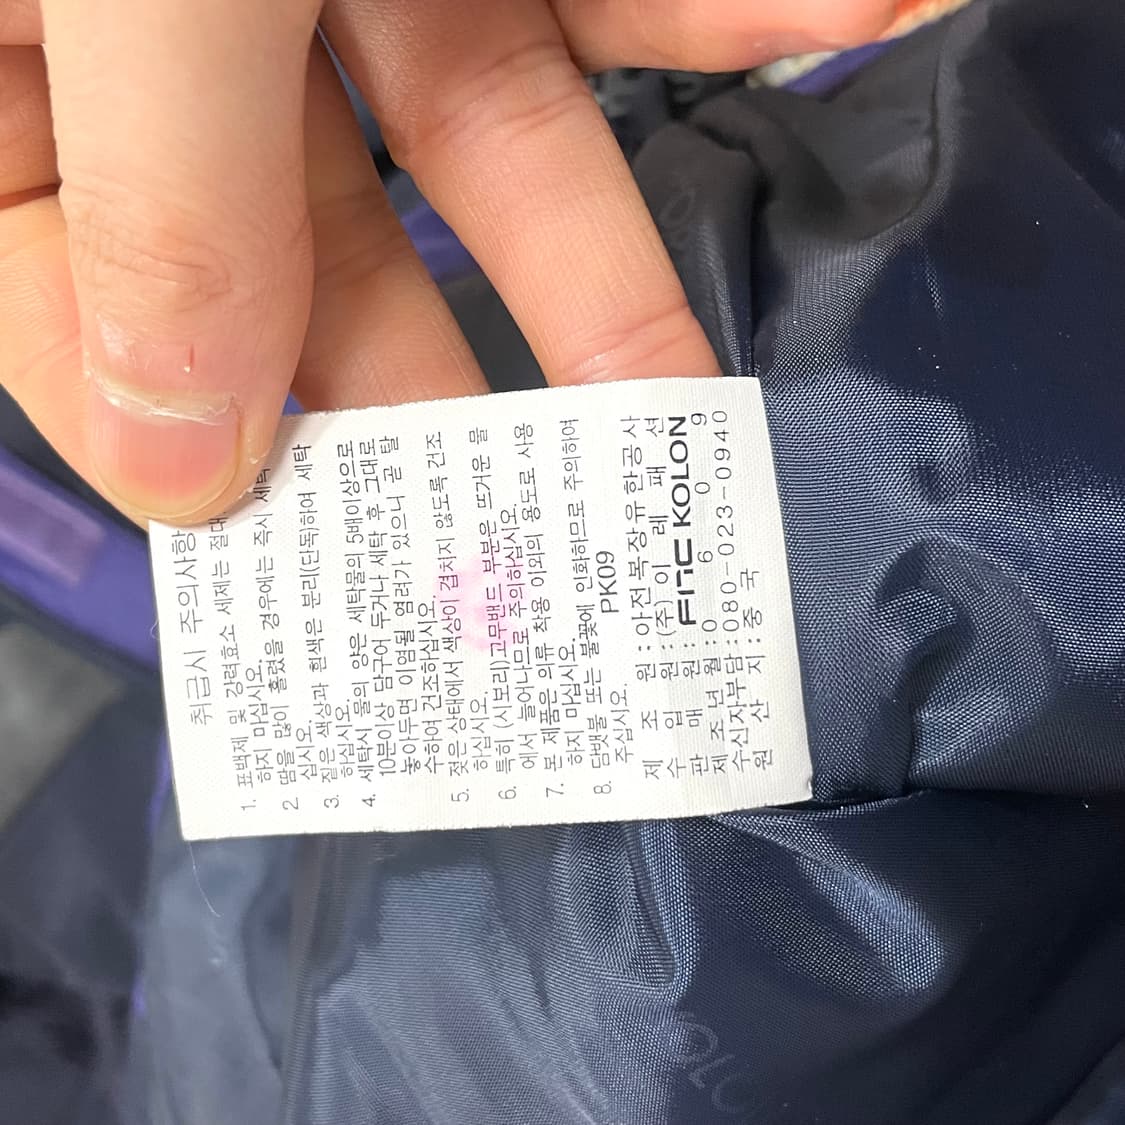 취급시 주의사항
1. 표백제 및 강력효소 세제는 절대
하지 마십시오.
2 땀을 많이 흘렸을 경우에는 즉시 세탁
십시오.
3. 짙은 색상과 흰색은 분리(단독)하여 세탁
하십시오.
4. 세탁시 물의 양은 세탁물의 5배이상으로
10분이상 담구어 두거나 세탁 후 그대로
놓아두면 이염될 염려가 있으니 곧 탈
수하여 건조하십시오.
5. 젖은 상태에서 색상이 겹치지 않도록 건조
하십시오.
6. 특히 (시보리)고무밴드 부분은 뜨거운 물
에서 늘어나므로 주의하십시오.
7. 본 제품은 의류 착용 이외의 용도로 사용
하지 마십시오.
8. 담뱃불 또는 불꽃에 인화하므로 주의하여
주십시오.
PK09
제 조 원 : 아전복장유한공사
수 입 원 : (주)이 레 패 션
판 매 원 : FnC KOLON
제 조 년 월 : 0 6 0 9
수신자부담 : 080-023-0940
원 산 지 : 중 국